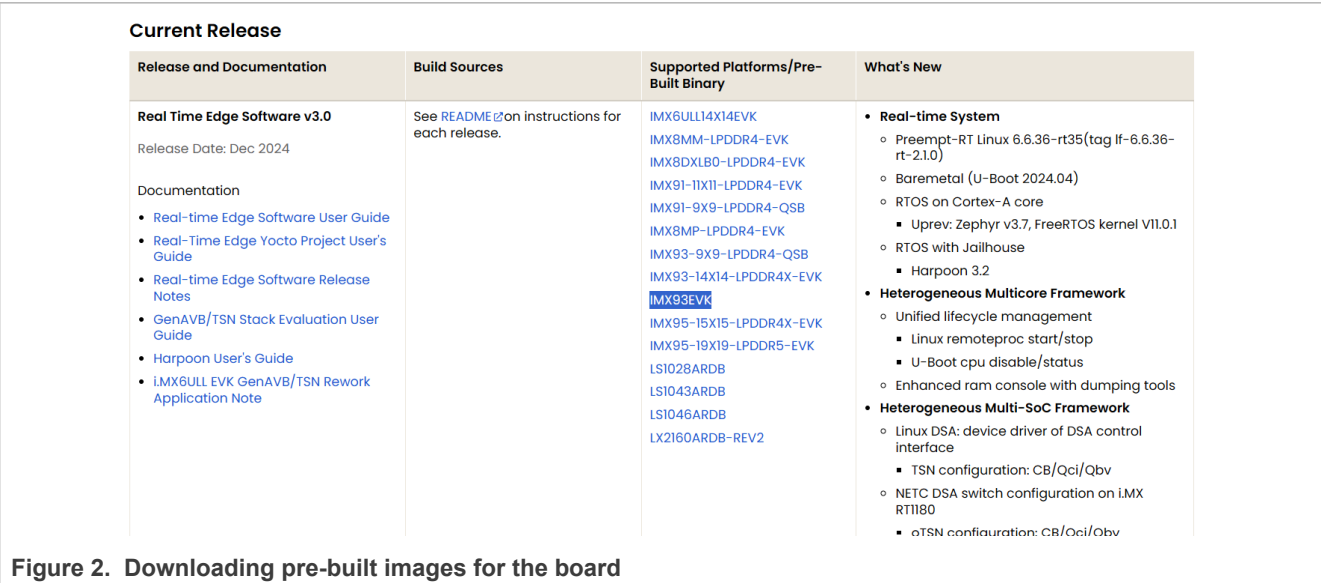 Current Release
Release and Documentation
Build Sources
Supported Platforms/Pre-
Built Binary
What's New
Real Time Edge Software v3.0
Release Date: Dec 2024
Documentation
• Real-time Edge Software User Guide
• Real-Time Edge Yocto Project User's
Guide
• Real-time Edge Software Release
Notes
• GenAVB/TSN Stack Evaluation User
Guide
• Harpoon User's Guide
• i.MX6ULL EVK GenAVB/TSN Rework
Application Note
See README on instructions for
each release.
IMX6ULL14X14EVK
IMX8MM-LPDDR4-EVK
IMX8DXLB0-LPDDR4-EVK
IMX91-11X11-LPDDR4-EVK
IMX91-9X9-LPDDR4-QSB
IMX8MP-LPDDR4-EVK
IMX93-9X9-LPDDR4-QSB
IMX93-14X14-LPDDR4X-EVK
IMX93EVK
IMX95-15X15-LPDDR4X-EVK
IMX95-19X19-LPDDR5-EVK
LS1028ARDB
LS1043ARDB
LS1046ARDB
LX2160ARDB-REV2
• Real-time System
◦ Preempt-RT Linux 6.6.36-rt35(tag lf-6.6.36-
rt-2.1.0)
◦ Baremetal (U-Boot 2024.04)
◦ RTOS on Cortex-A core
▪ Uprev: Zephyr v3.7, FreeRTOS kernel V11.0.1
◦ RTOS with Jailhouse
▪ Harpoon 3.2
• Heterogeneous Multicore Framework
◦ Unified lifecycle management
▪ Linux remoteproc start/stop
▪ U-Boot cpu disable/status
◦ Enhanced ram console with dumping tools
• Heterogeneous Multi-SoC Framework
◦ Linux DSA: device driver of DSA control
interface
▪ TSN configuration: CB/Qci/Qbv
◦ NETC DSA switch configuration on i.MX
RT1180
▪ oTSN configuration: CB/Qci/Qbv
Figure 2. Downloading pre-built images for the board